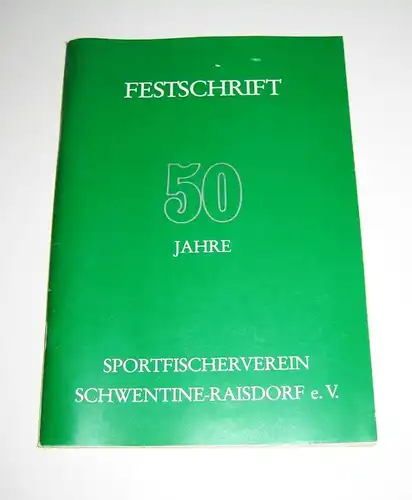 FESTSCHRIFT
50
JAHRE
SPORTFISCHERVEREIN
SCHWENTINE-RAISDORF e. V.